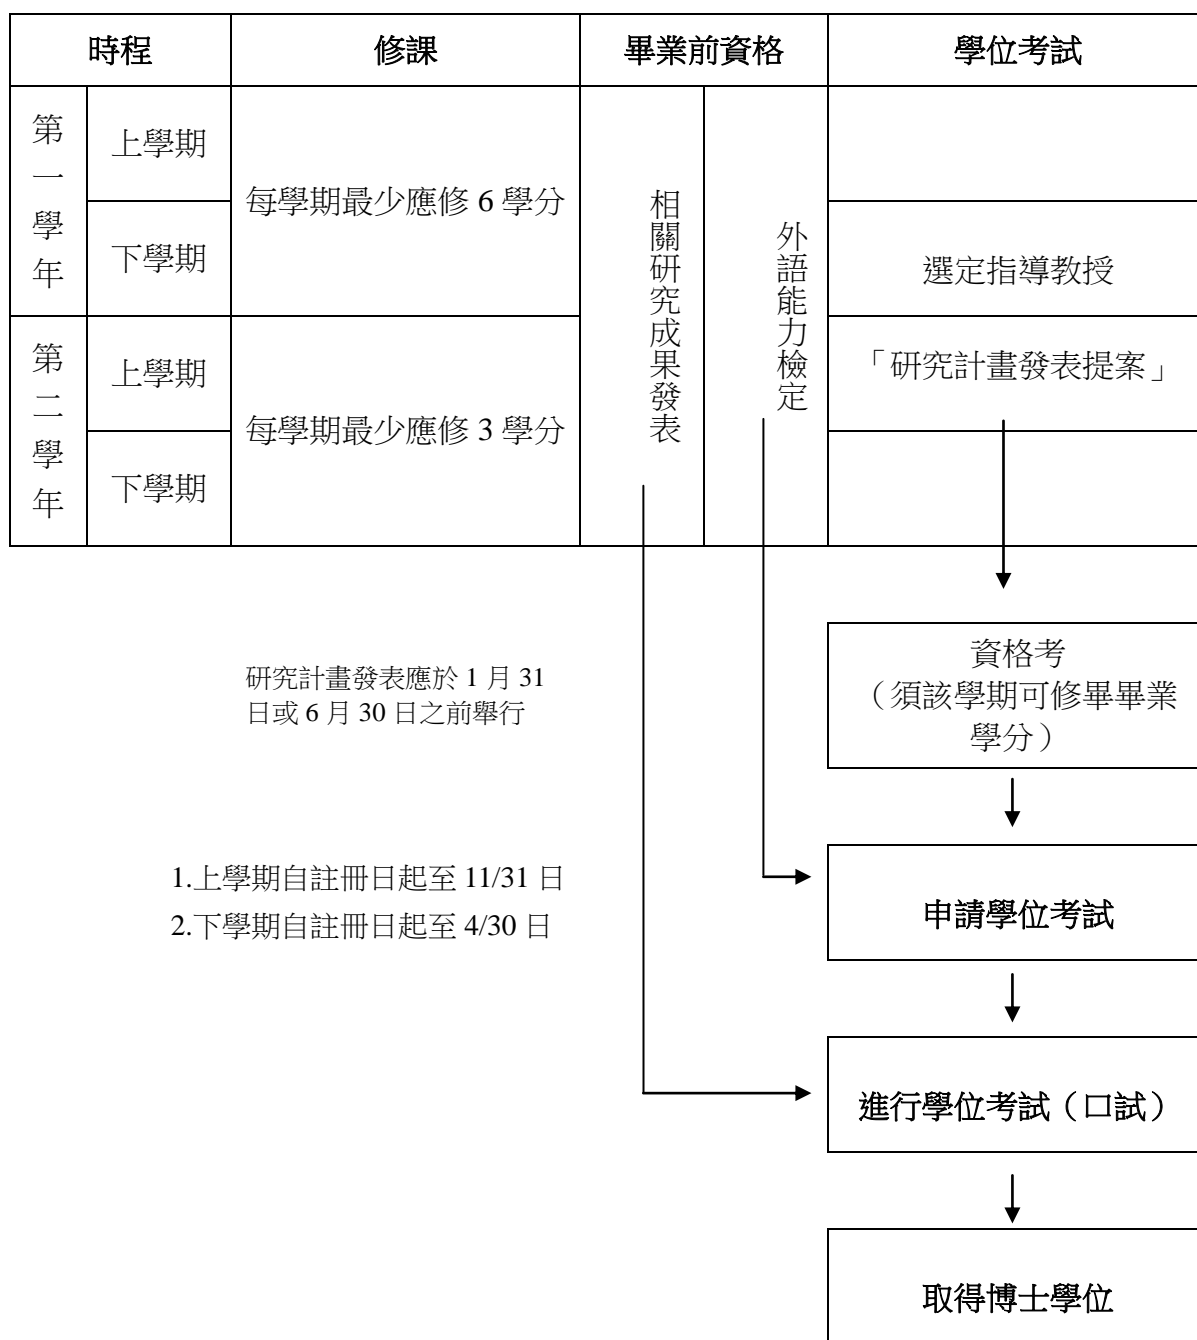 時程
修課
畢業前資格
學位考試
第一學年
上學期
每學期最少應修 6 學分
相關研究成果發表
外語能力檢定
下學期
選定指導教授
第二學年
上學期
每學期最少應修 3 學分
「研究計畫發表提案」
下學期
研究計畫發表應於 1 月 31
日或 6 月 30 日之前舉行
資格考
（須該學期可修畢畢業
學分）
1.上學期自註冊日起至 11/31 日
2.下學期自註冊日起至 4/30 日
申請學位考試
進行學位考試（口試）
取得博士學位